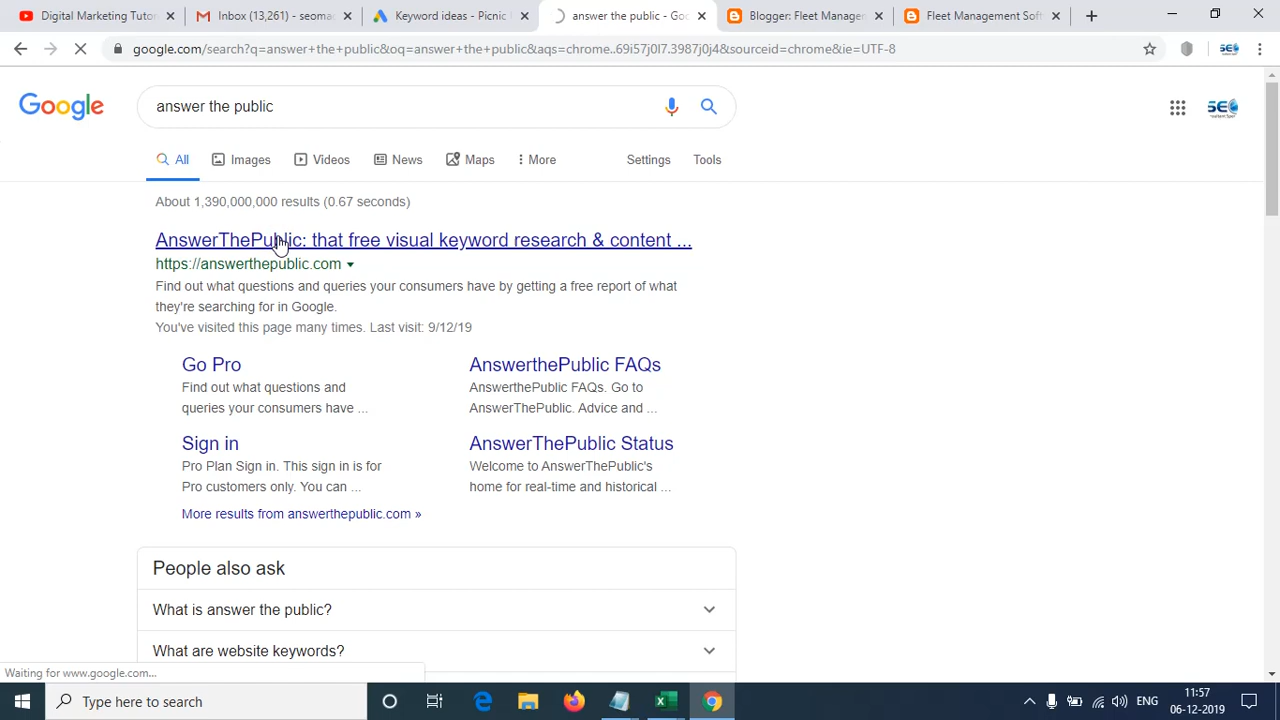 Digital Marketing Tutor
Inbox (13,261) - seomag
Keyword ideas - Picnic
answer the public - Goo
Blogger: Fleet Manager
Fleet Management Soft
google.com/search?q=answer+the+public&oq=answer+the+public&aqs=chrome..69i57j0l7.3987j0j4&sourceid=chrome&ie=UTF-8
SEO
Google
answer the public
SEO
All
Images
Videos
News
Maps
More
Settings
Tools
About 1,390,000,000 results (0.67 seconds)
AnswerThePublic: that free visual keyword research & content ...
https://answerthepublic.com
Find out what questions and queries your consumers have by getting a free report of what
they're searching for in Google.
You've visited this page many times. Last visit: 9/12/19
Go Pro
Find out what questions and
queries your consumers have ...
AnswerthePublic FAQs
AnswerthePublic FAQs. Go to
AnswerThePublic. Advice and ...
Sign in
Pro Plan Sign in. This sign in is for
Pro customers only. You can ...
AnswerThePublic Status
Welcome to AnswerThePublic's
home for real-time and historical ...
More results from answerthepublic.com »
People also ask
What is answer the public?
What are website keywords?
Waiting for www.google.com...
Type here to search
ENG
11:57
06-12-2019